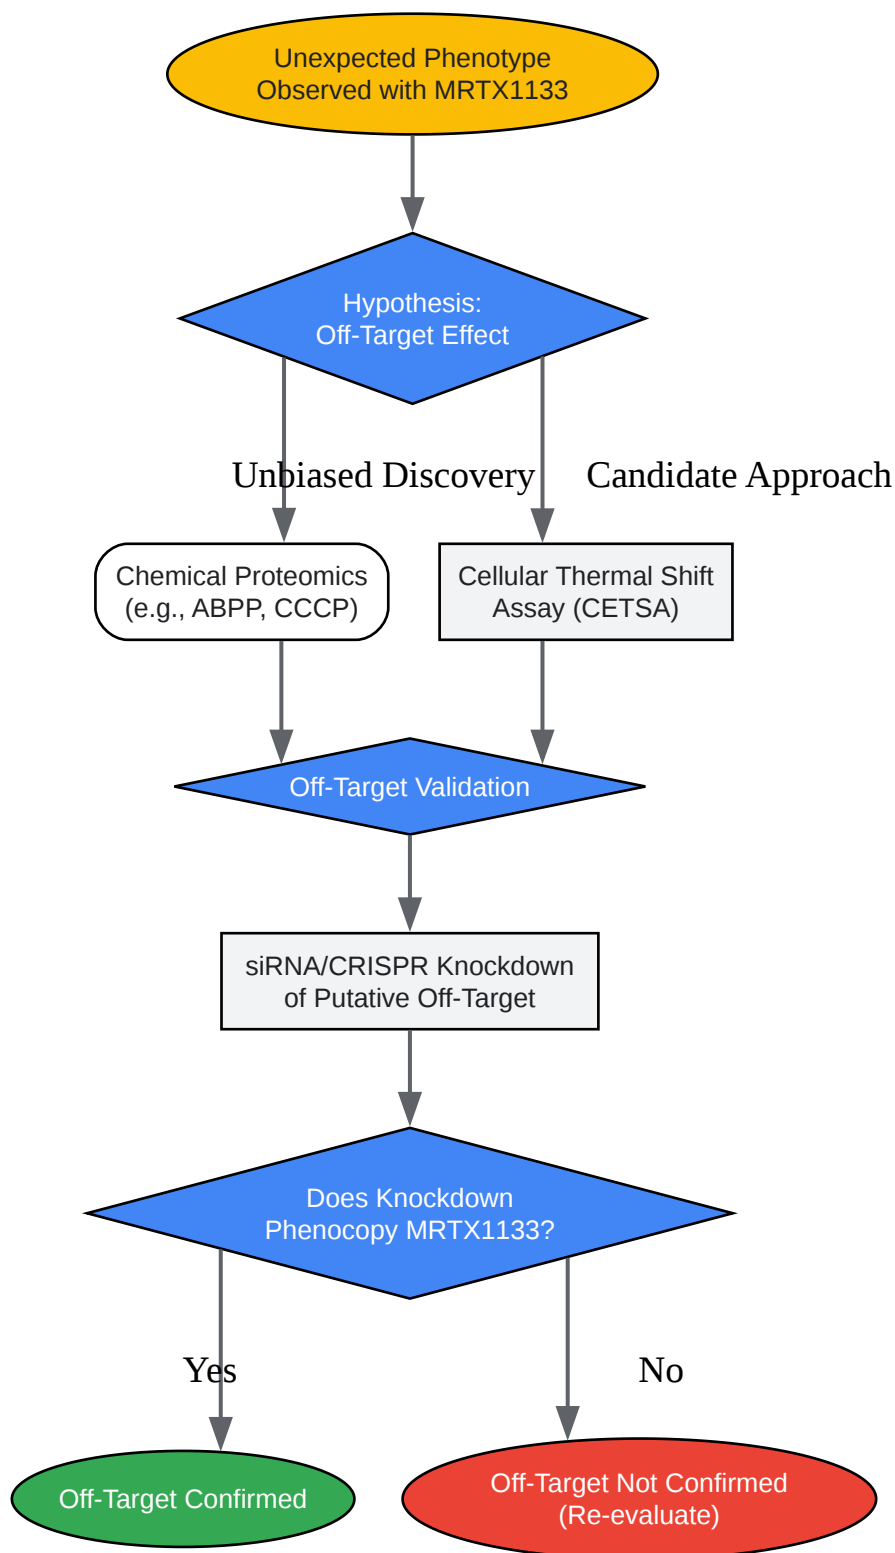 Unexpected Phenotype
Observed with MRTX1133
Hypothesis:
Off-Target Effect
Unbiased Discovery
Candidate Approach
Chemical Proteomics
(e.g., ABPP, CCCP)
Cellular Thermal Shift
Assay (CETSA)
Off-Target Validation
siRNA/CRISPR Knockdown
of Putative Off-Target
Does Knockdown
Phenocopy MRTX1133?
Yes
No
Off-Target Confirmed
Off-Target Not Confirmed
(Re-evaluate)